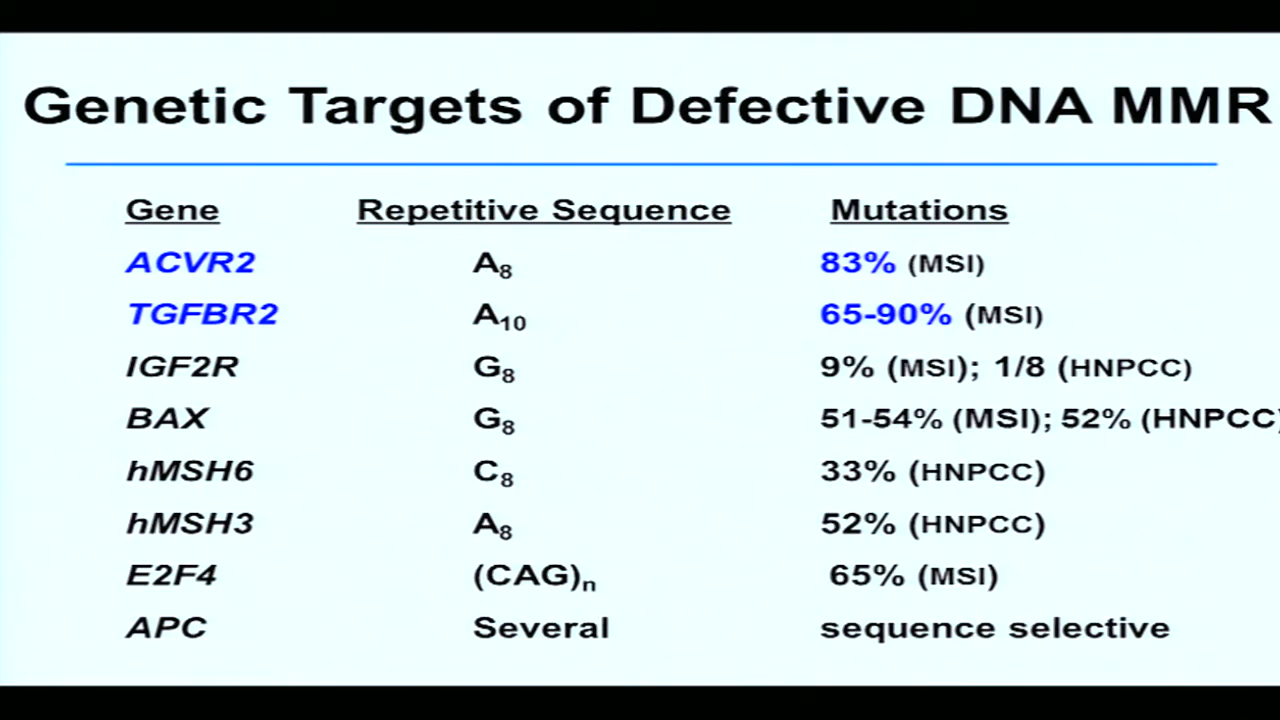 Genetic Targets of Defective DNA MMR
Gene Repetitive Sequence Mutations
ACVR2 A8 83% (MSI)
TGFBR2 A10 65-90% (MSI)
IGF2R G8 9% (MSI); 1/8 (HNPCC)
BAX G8 51-54% (MSI); 52% (HNPCC)
hMSH6 C8 33% (HNPCC)
hMSH3 A8 52% (HNPCC)
E2F4 (CAG)n 65% (MSI)
APC Several sequence selective